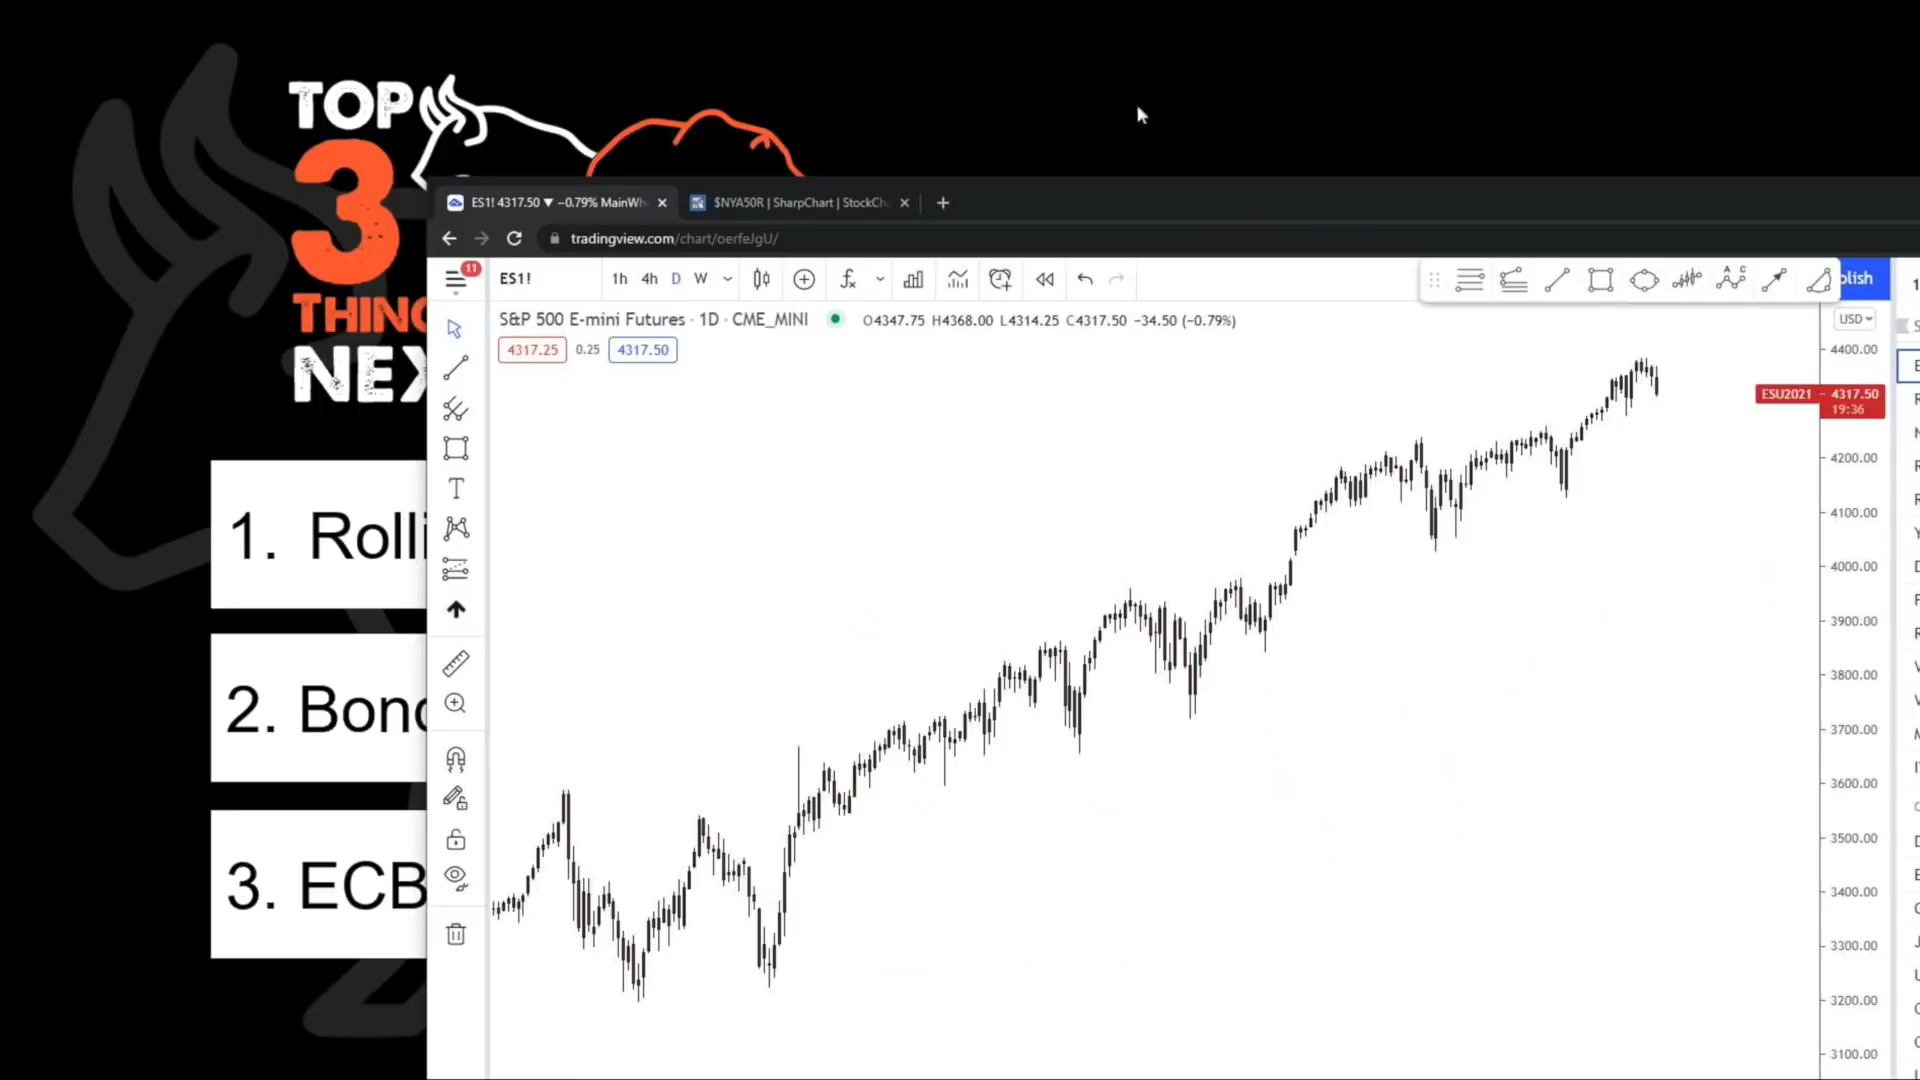 TOP
3
THING
NEX
1. Rolli
2. Bond
3. ECB
ES1! 4317.50 ▼ −0.79% MainWh
$NYA50R | SharpChart | StockCh
tradingview.com/chart/oerfeJgU/
11
ES1!
1h 4h D W
olish
S&P 500 E-mini Futures · 1D · CME_MINI
O4347.75 H4368.00 L4314.25 C4317.50 −34.50 (−0.79%)
USD
4317.25 0.25 4317.50
4400.00
ESU2021 4317.50
19:36
4200.00
4100.00
4000.00
3900.00
3800.00
3700.00
3600.00
3500.00
3400.00
3300.00
3200.00
3100.00